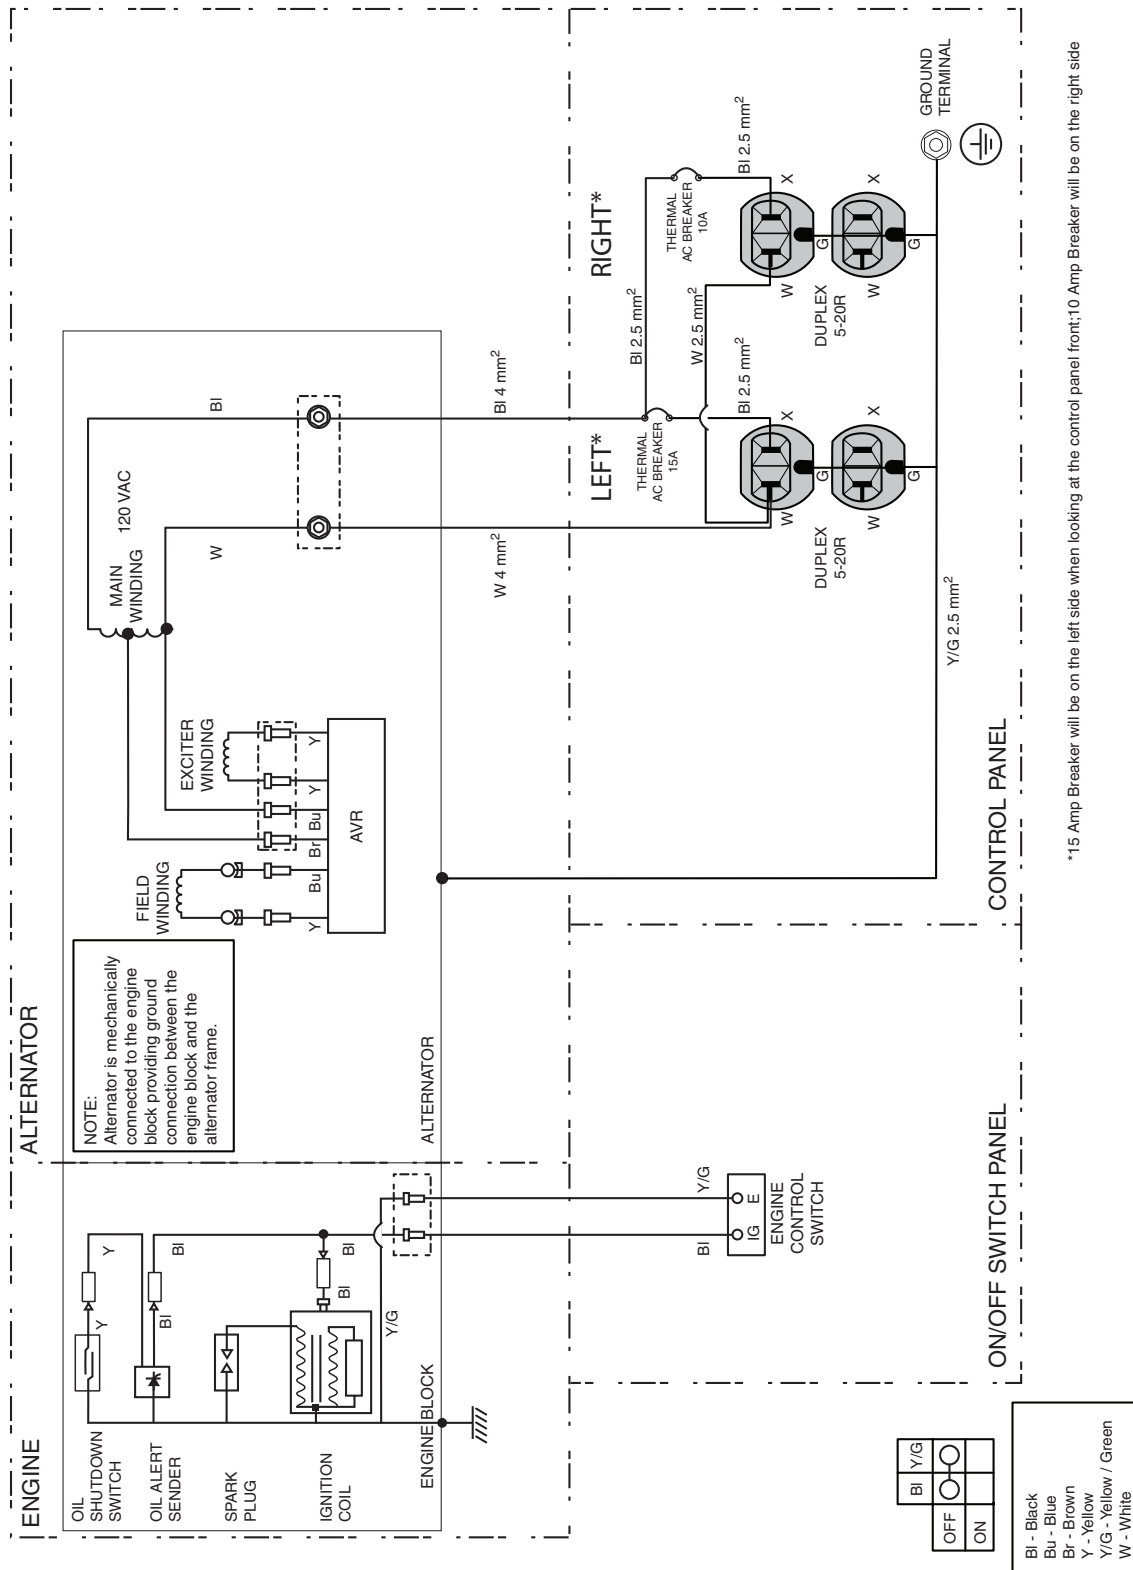 ENGINE
OIL
SHUTDOWN
SWITCH
OIL ALERT
SENDER
SPARK
PLUG
IGNITION
COIL
ENGINE BLOCK
Y
Y
Bl
Bl
Bl
Bl
Y/G
ALTERNATOR
NOTE:
Alternator is mechanically
connected to the engine
block providing ground
connection between the
engine block and the
alternator frame.
ALTERNATOR
FIELD
WINDING
EXCITER
WINDING
Y
Bu
Br
Bu
Y
Y
AVR
MAIN
WINDING
120 VAC
W
Bl
W 4 mm²
Bl 4 mm²
LEFT*
THERMAL
AC BREAKER
15A
RIGHT*
THERMAL
AC BREAKER
10A
Bl 2.5 mm²
W 2.5 mm²
Bl 2.5 mm²
Bl 2.5 mm²
W
X
G
DUPLEX
5-20R
W
X
G
W
X
G
DUPLEX
5-20R
W
X
G
GROUND
TERMINAL
Y/G 2.5 mm²
CONTROL PANEL
Bl
Y/G
IG
E
ENGINE
CONTROL
SWITCH
ON/OFF SWITCH PANEL
Bl Y/G
OFF
ON
Bl - Black
Bu - Blue
Br - Brown
Y - Yellow
Y/G - Yellow / Green
W - White
*15 Amp Breaker will be on the left side when looking at the control panel front;10 Amp Breaker will be on the right side